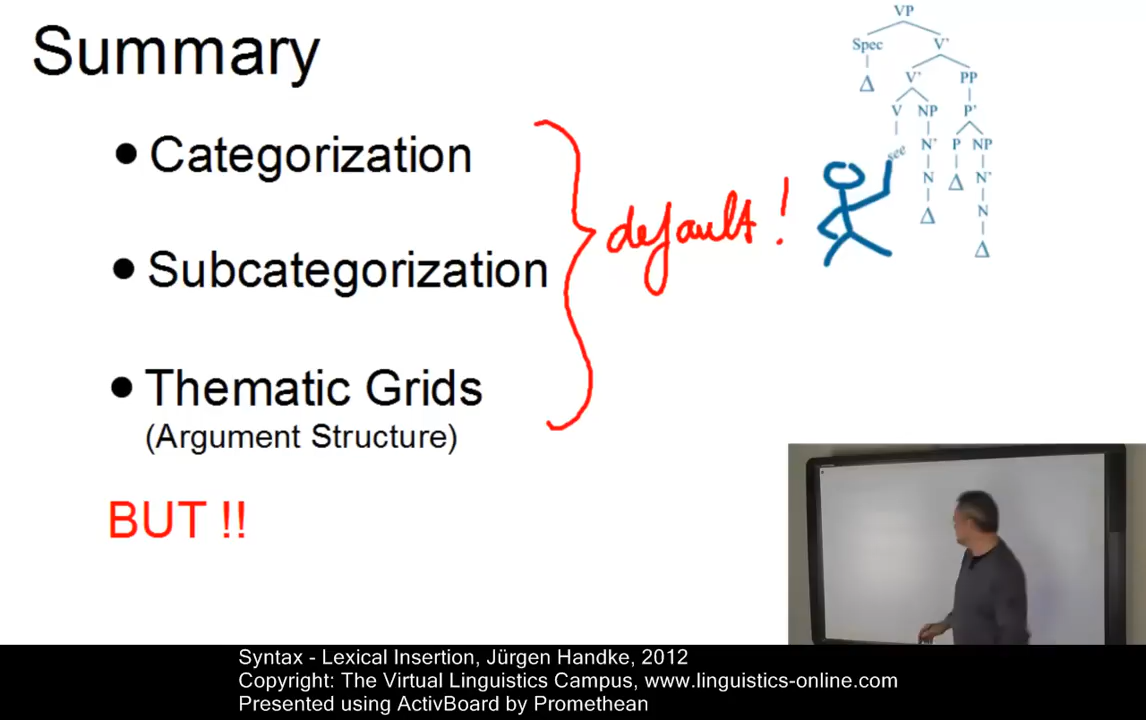 Summary
• Categorization
• Subcategorization
• Thematic Grids
(Argument Structure)
BUT !!
default !
VP
Spec V'
Δ V' PP
V NP P'
see N' P NP
N Δ N'
Δ N
Δ
Syntax - Lexical Insertion, Jürgen Handke, 2012
Copyright: The Virtual Linguistics Campus, www.linguistics-online.com
Presented using ActivBoard by Promethean